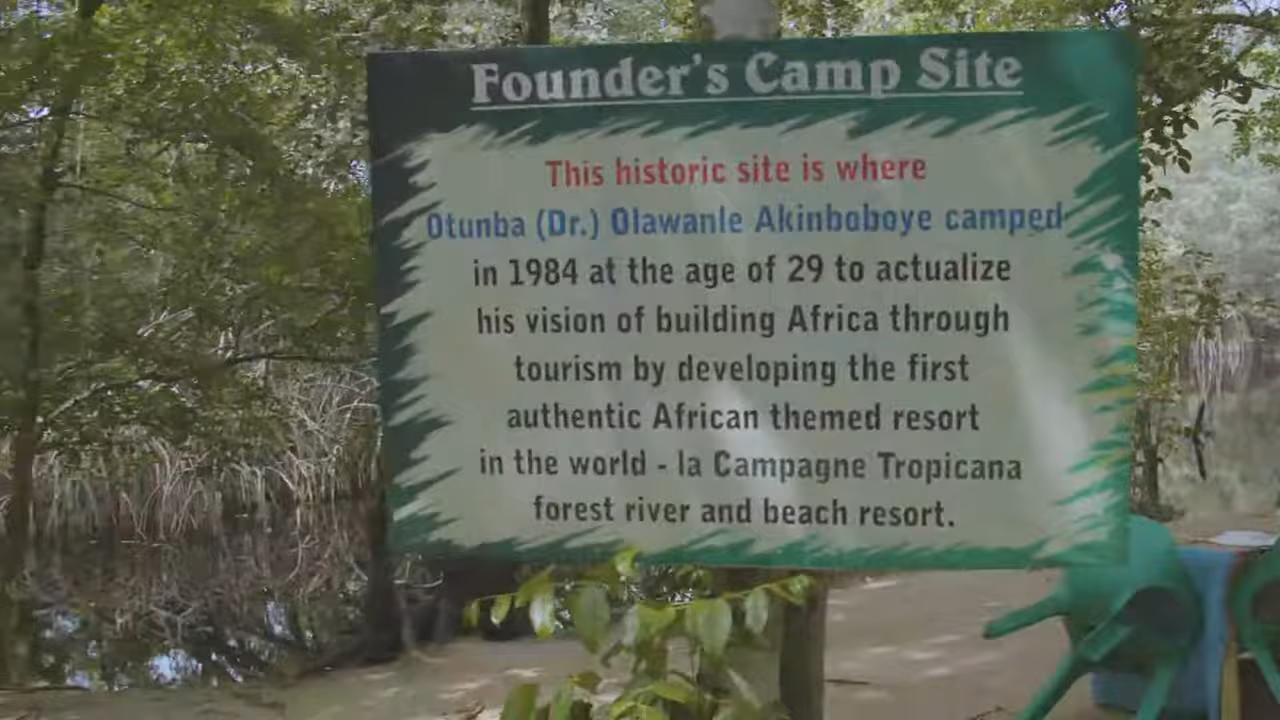 Founder's Camp Site
This historic site is where
Otunba (Dr.) Olawanle Akinboboye camped
in 1984 at the age of 29 to actualize
his vision of building Africa through
tourism by developing the first
authentic African themed resort
in the world - la Campagne Tropicana
forest river and beach resort.